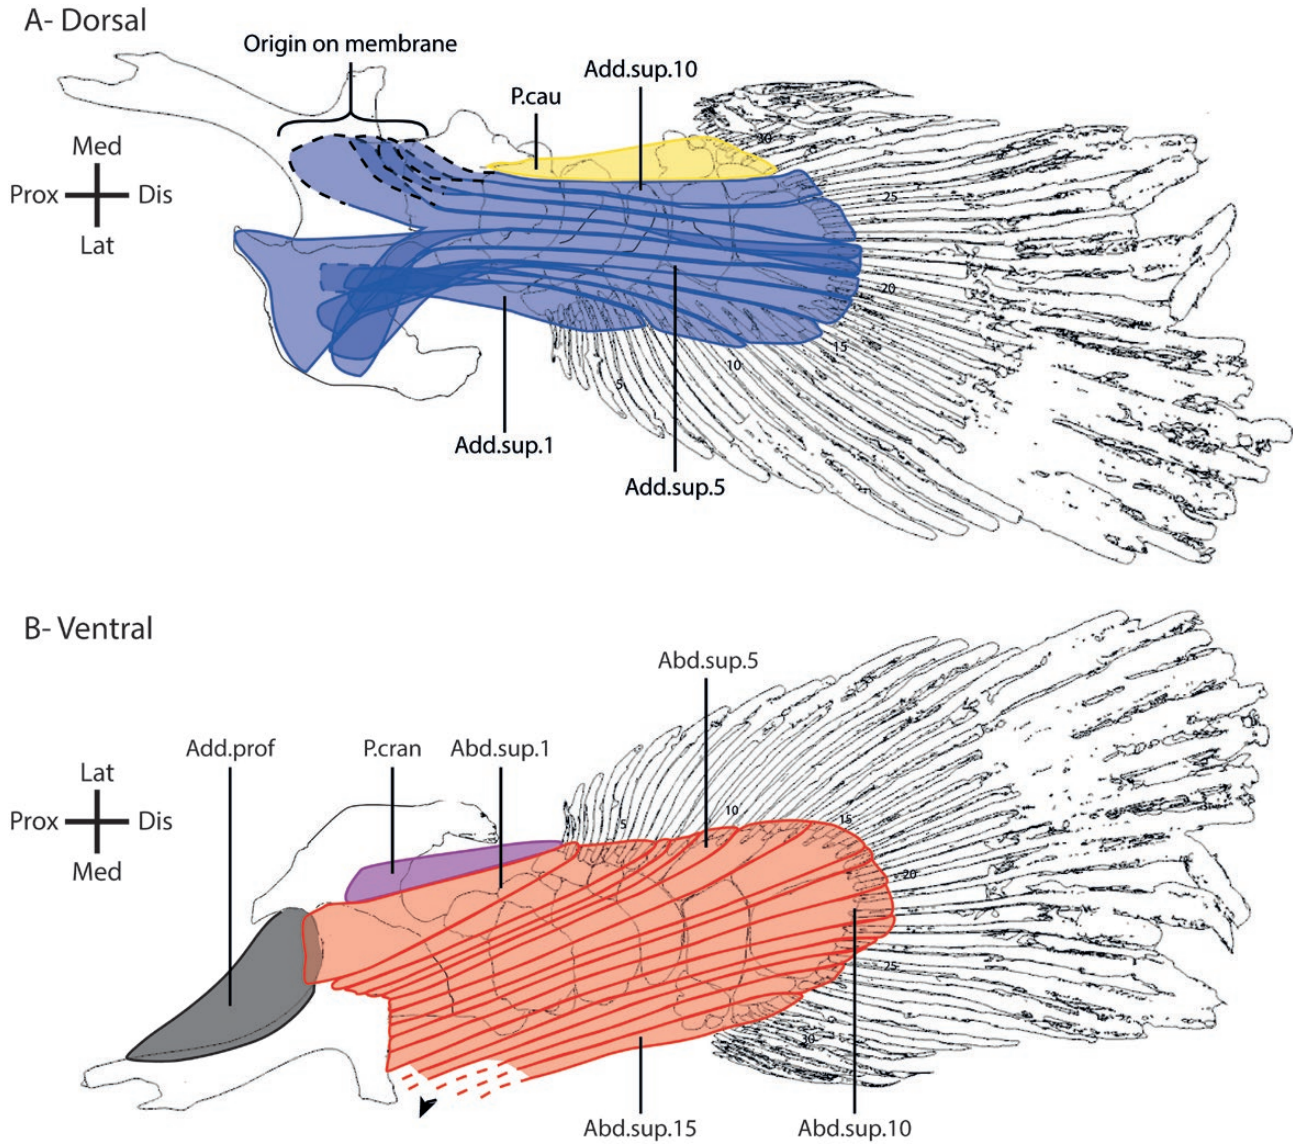 A- Dorsal
Origin on membrane
Add.sup.10
P.cau
30
Med
Prox
Dis
Lat
25
20
15
10
5
Add.sup.1
Add.sup.5
B- Ventral
Abd.sup.5
Add.prof
P.cran
Abd.sup.1
Lat
Prox
Dis
Med
5
10
15
20
25
30
Abd.sup.15
Abd.sup.10